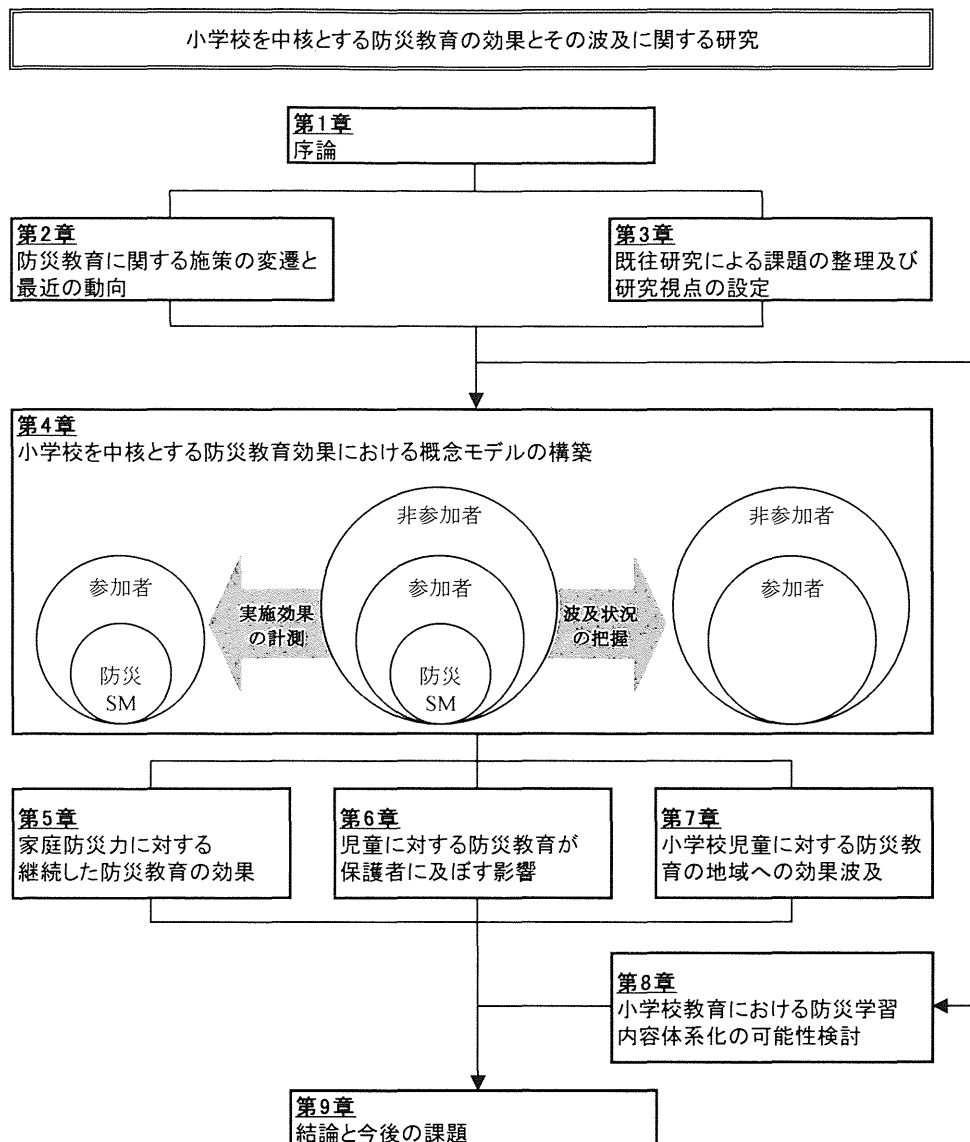 小学校を中核とする防災教育の効果とその波及に関する研究
第1章
序論
第2章
防災教育に関する施策の変遷と
最近の動向
第3章
既往研究による課題の整理及び
研究視点の設定
第4章
小学校を中核とする防災教育効果における概念モデルの構築
参加者
防災
SM
実施効果
の計測
非参加者
参加者
防災
SM
波及状況
の把握
非参加者
参加者
第5章
家庭防災力に対する
継続した防災教育の効果
第6章
児童に対する防災教育が
保護者に及ぼす影響
第7章
小学校児童に対する防災教
育の地域への効果波及
第8章
小学校教育における防災学習
内容体系化の可能性検討
第9章
結論と今後の課題